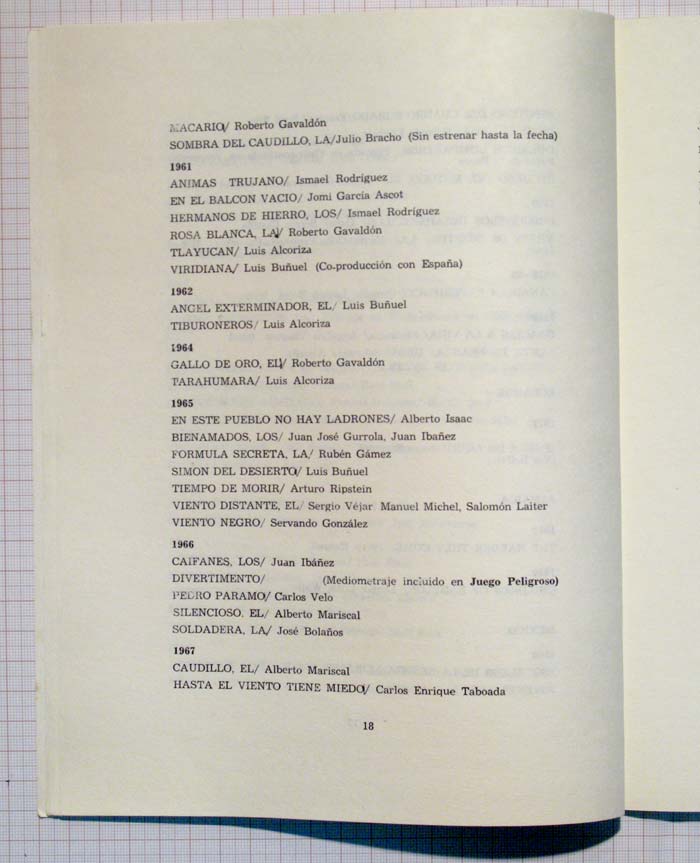 MACARIO/ Roberto Gavaldón
SOMBRA DEL CAUDILLO, LA/Julio Bracho (Sin estrenar hasta la fecha)
1961
ANIMAS TRUJANO/ Ismael Rodríguez
EN EL BALCON VACIO/ Jomi García Ascot
HERMANOS DE HIERRO, LOS/ Ismael Rodríguez
ROSA BLANCA, LA/ Roberto Gavaldón
TLAYUCAN/ Luis Alcoriza
VIRIDIANA/ Luis Buñuel (Co-producción con España)
1962
ANGEL EXTERMINADOR, EL/ Luis Buñuel
TIBURONEROS/ Luis Alcoriza
1964
GALLO DE ORO, EL/ Roberto Gavaldón
TARAHUMARA/ Luis Alcoriza
1965
EN ESTE PUEBLO NO HAY LADRONES/ Alberto Isaac
BIENAMADOS, LOS/ Juan José Gurrola, Juan Ibañez
FORMULA SECRETA, LA/ Rubén Gámez
SIMON DEL DESIERTO/ Luis Buñuel
TIEMPO DE MORIR/ Arturo Ripstein
VIENTO DISTANTE, EL/ Sergio Véjar Manuel Michel, Salomón Laiter
VIENTO NEGRO/ Servando González
1966
CAIFANES, LOS/ Juan Ibáñez
DIVERTIMENTO/ (Mediometraje incluido en Juego Peligroso)
PEDRO PARAMO/ Carlos Velo
SILENCIOSO, EL/ Alberto Mariscal
SOLDADERA, LA/ José Bolaños
1967
CAUDILLO, EL/ Alberto Mariscal
HASTA EL VIENTO TIENE MIEDO/ Carlos Enrique Taboada
18